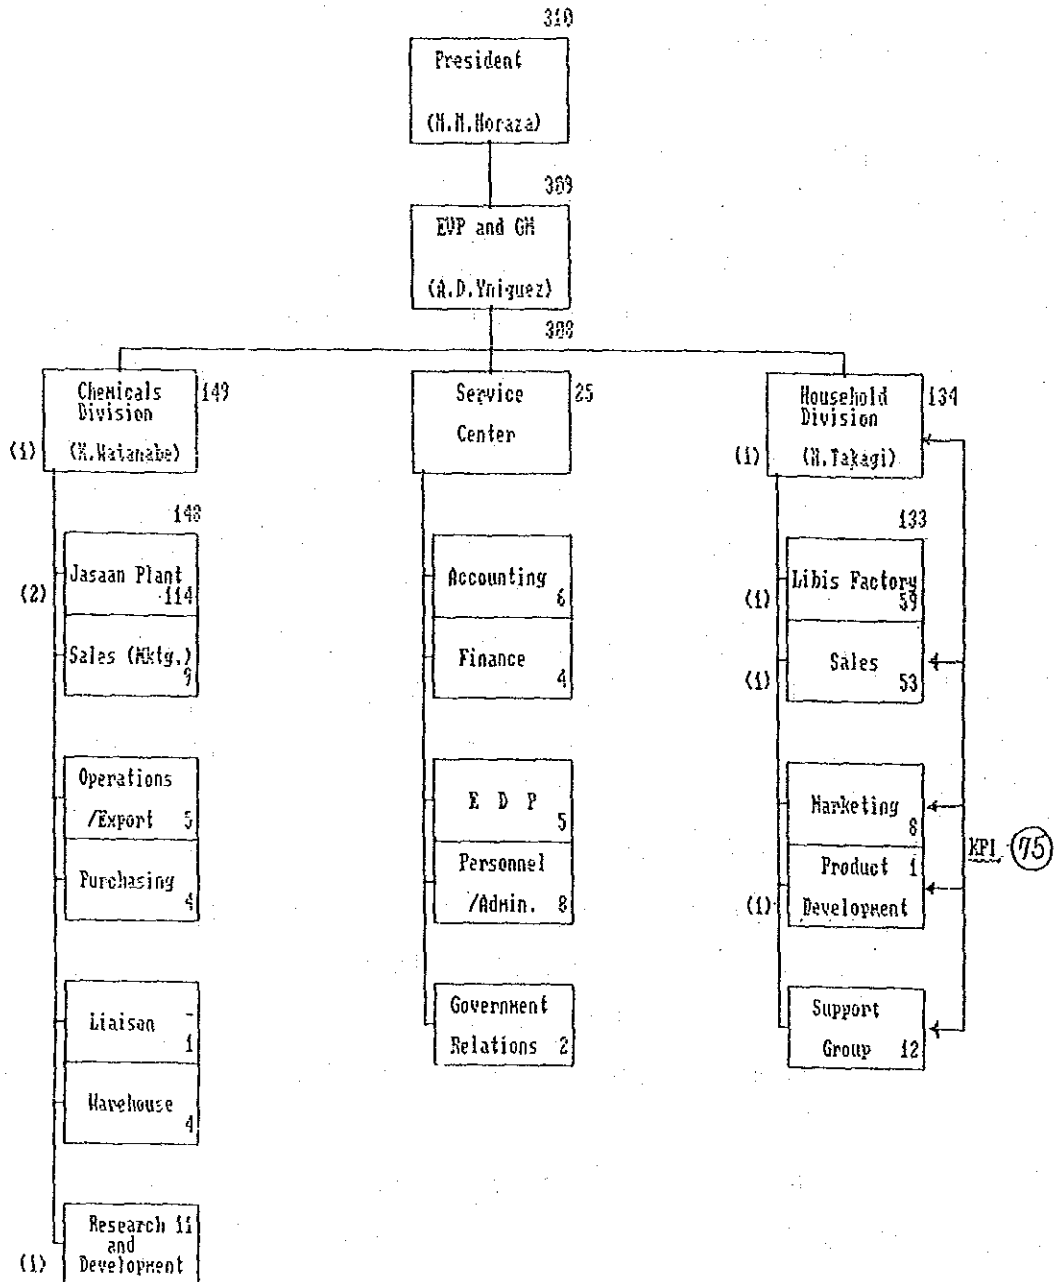 310
President
(M.M.Moraza)
309
EVP and GM
(A.D.Yniguez)
308
Chemicals
Division
149
(1)
(K.Watanabe)
Service
Center
25
Household
Division
134
(1)
(M.Takagi)
148
Jasaan Plant
114
(2)
Sales (Mktg.)
9
Operations
/Export 5
Purchasing
4
Liaisan
1
Warehouse
4
Research 11
and
Development
(1)
Accounting
6
Finance
4
E D P
5
Personnel
/Admin. 8
Government
Relations 2
133
Libis Factory
59
(1)
Sales
53
(1)
Marketing
8
Product 1
Development
(1)
Support
Group 12
KPI 75